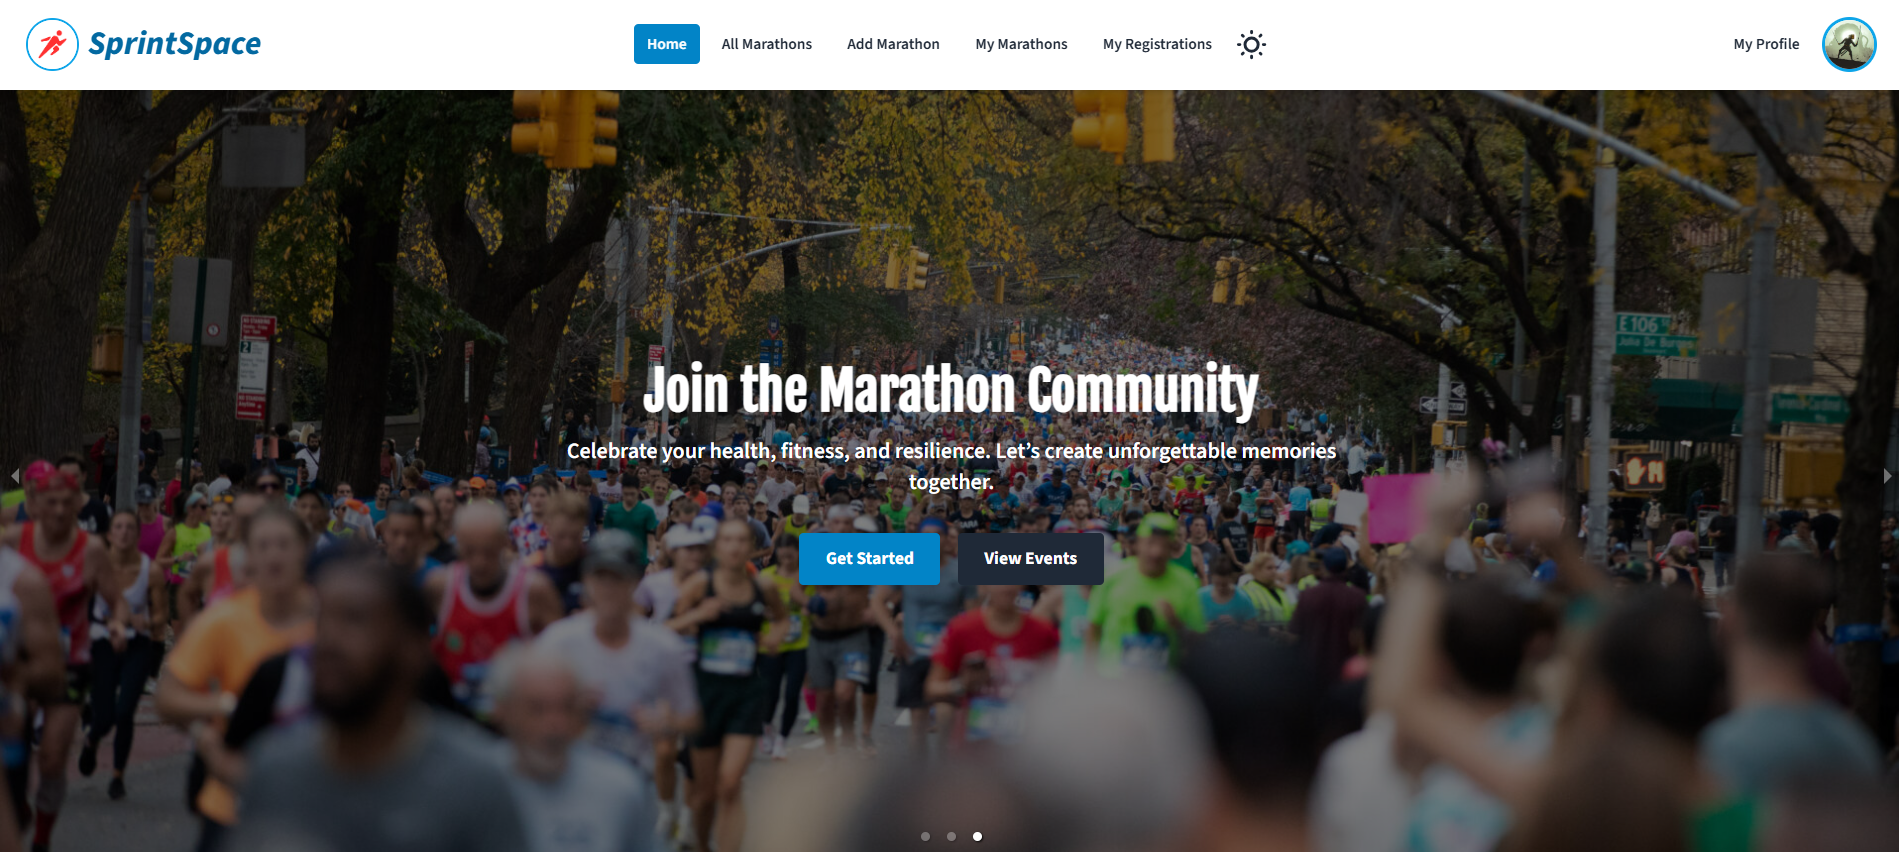 SprintSpace
Home
All Marathons
Add Marathon
My Marathons
My Registrations
My Profile
E 106
Join the Marathon Community
Celebrate your health, fitness, and resilience. Let’s create unforgettable memories
together.
Get Started
View Events